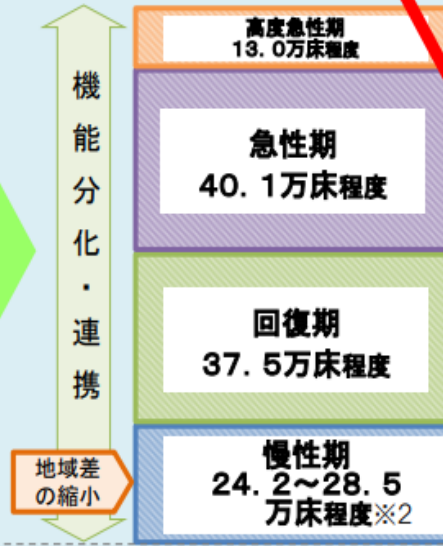 機能分化・連携
地域差
の縮小
高度急性期
13.0万床程度
急性期
40.1万床程度
回復期
37.5万床程度
慢性期
24.2~28.5
万床程度※2